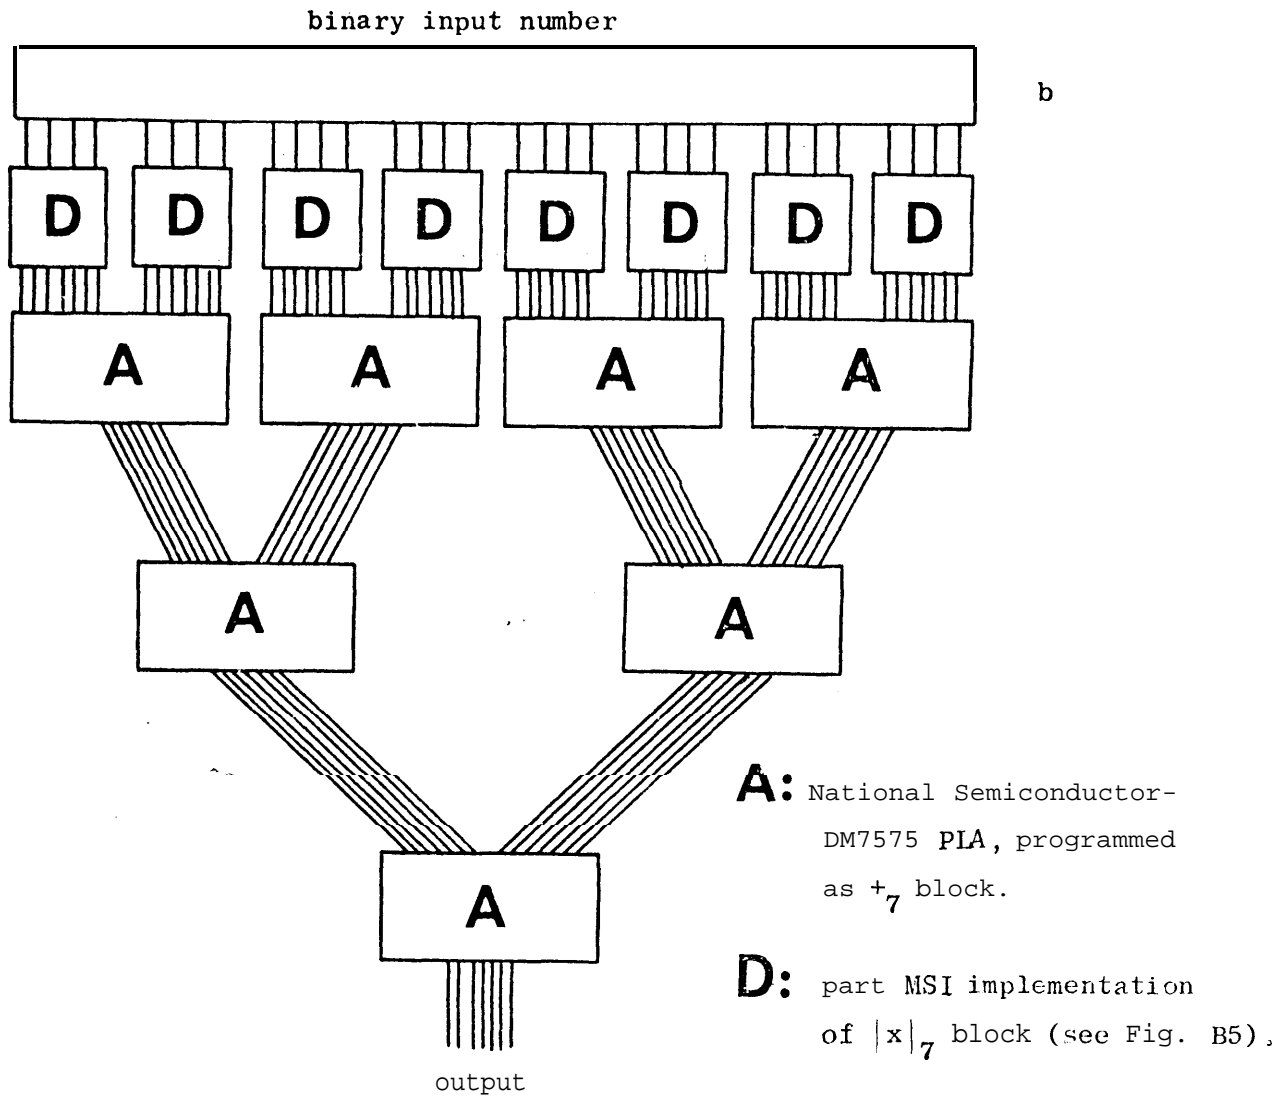 binary input number
b
D D D D D D D D
A A A A
A A
A
A: National Semiconductor-
DM7575 PLA, programmed
as +7 block.
D: part MSI implementation
of |x|7 block (see Fig. B5),
output